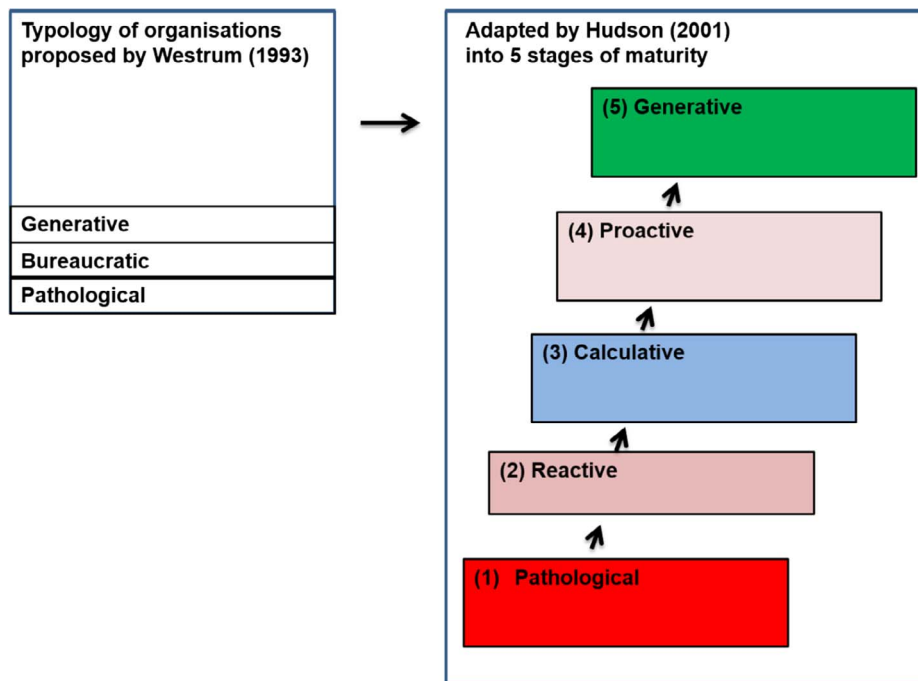 Typology of organisations
proposed by Westrum (1993)
Generative
Bureaucratic
Pathological
Adapted by Hudson (2001)
into 5 stages of maturity
(5) Generative
(4) Proactive
(3) Calculative
(2) Reactive
(1) Pathological